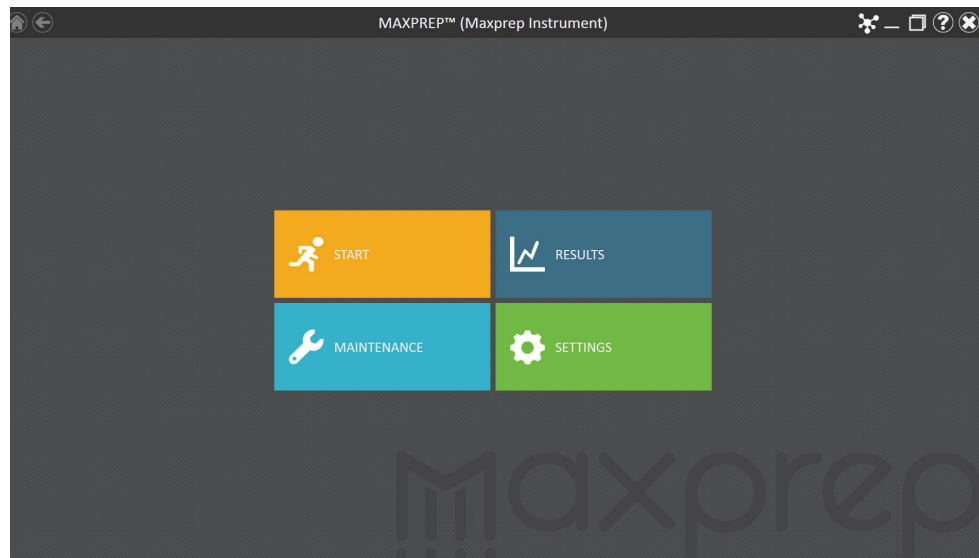 MAXPREP™ (Maxprep Instrument)
START
RESULTS
MAINTENANCE
SETTINGS
maxprep